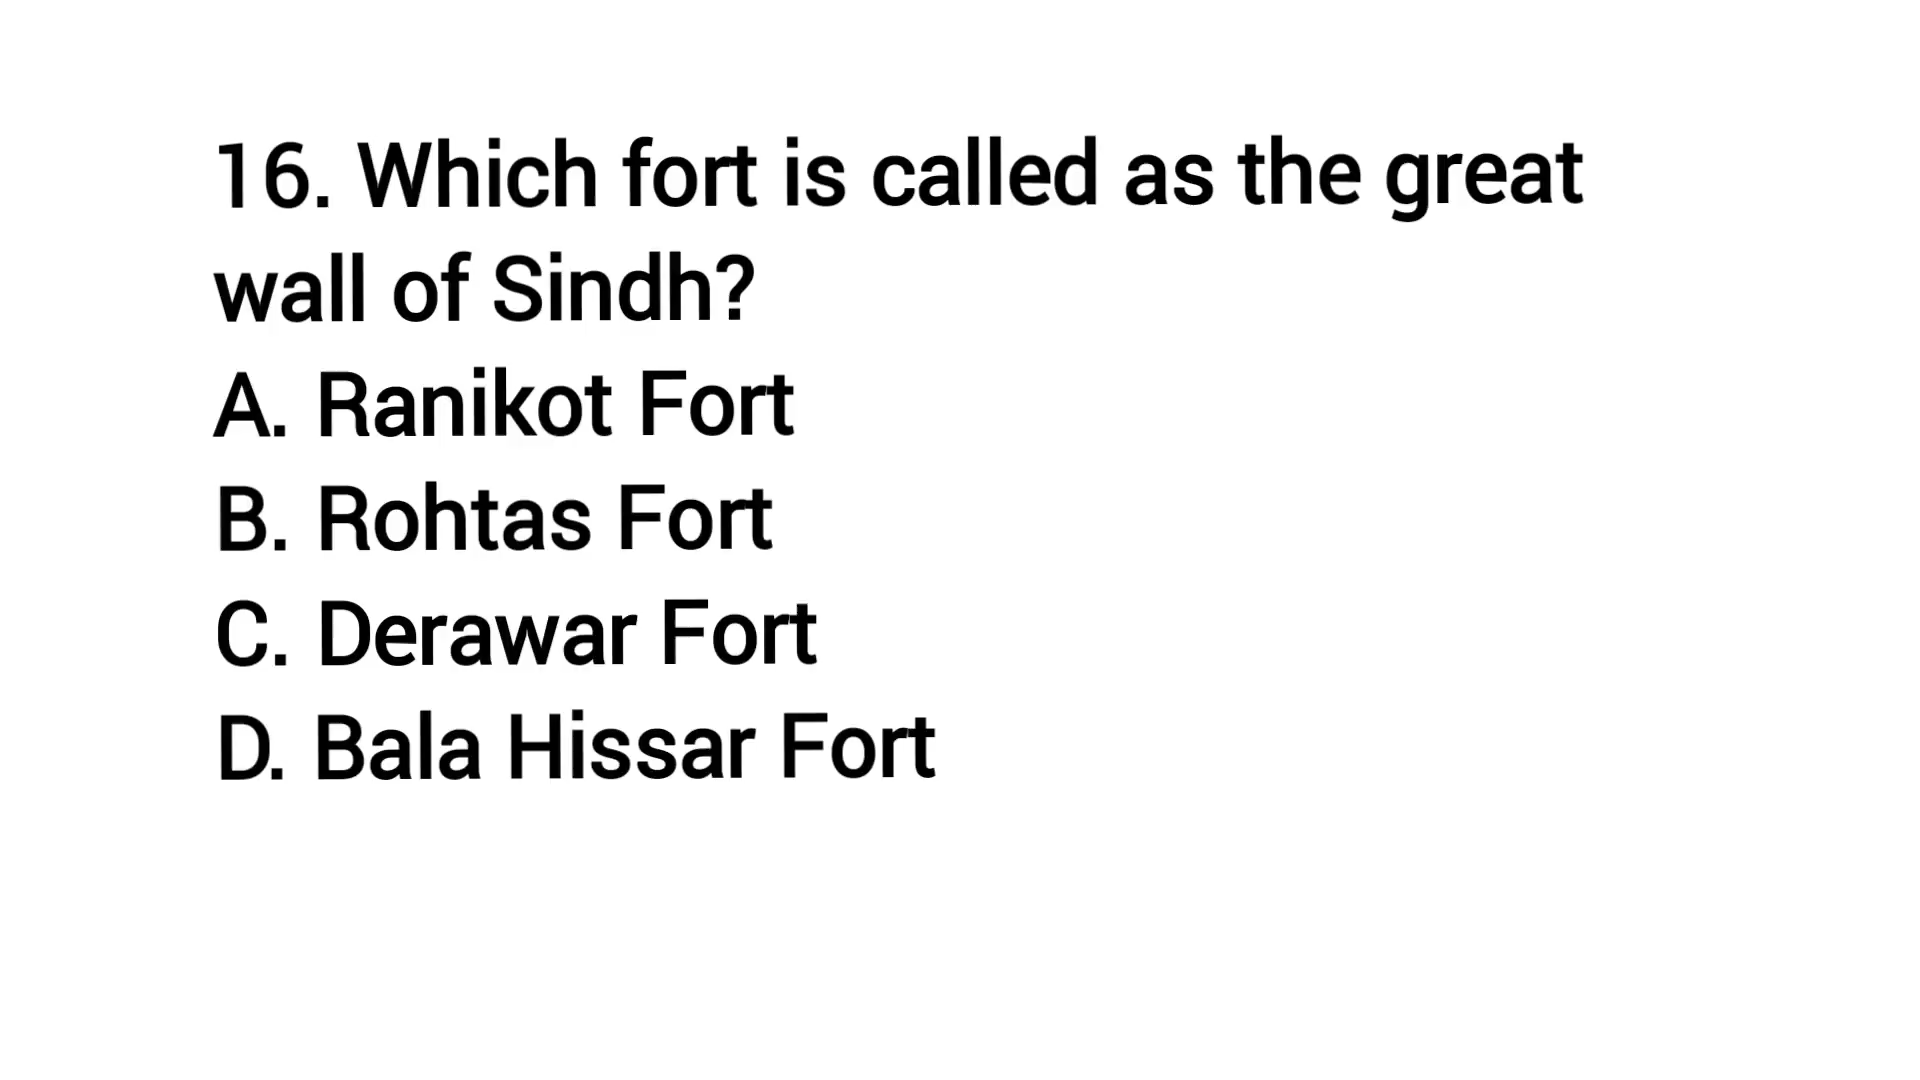 16. Which fort is called as the great
wall of Sindh?
A. Ranikot Fort
B. Rohtas Fort
C. Derawar Fort
D. Bala Hissar Fort